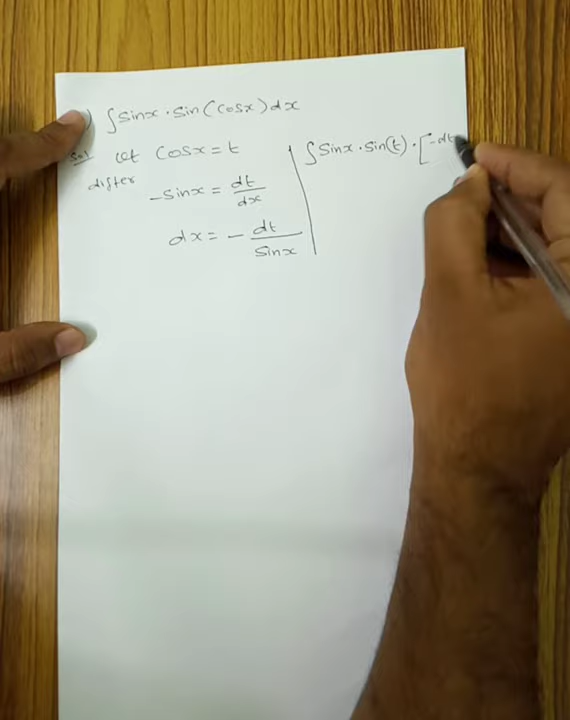 ) ∫ Sinx · Sin(Cosx) dx
Sol let Cosx = t
differ
-Sinx = dt/dx
dx = - dt/Sinx
∫ Sinx · Sin(t) · [-dt